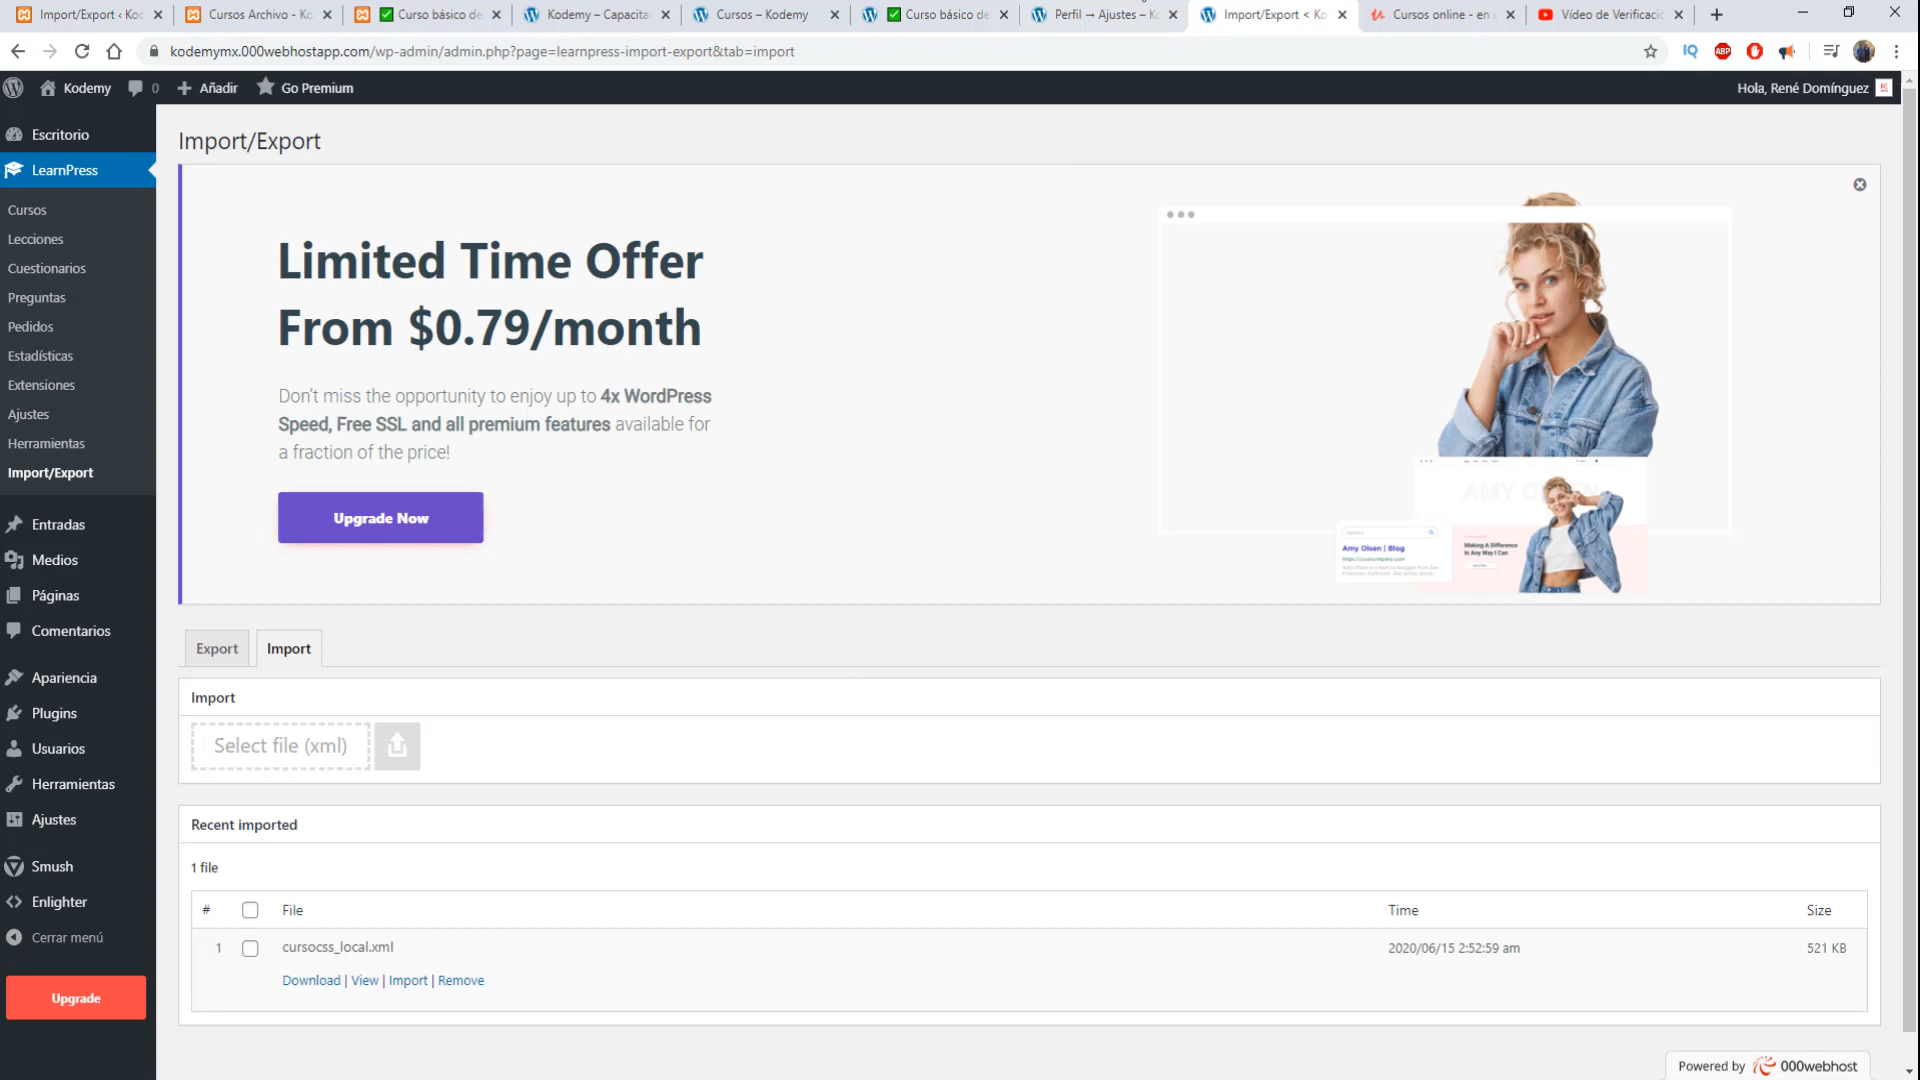 Import/Export ‹ Koc
Cursos Archivo - Ko
Curso básico de
Kodemy – Capacita
Cursos – Kodemy
Curso básico de
Perfil → Ajustes – K
Import/Export < Ko
Cursos online - en
Vídeo de Verificació
kodemymx.000webhostapp.com/wp-admin/admin.php?page=learnpress-import-export&tab=import
IQ
ABP
Kodemy
0
Añadir
Go Premium
Hola, René Domínguez
Escritorio
LearnPress
Cursos
Lecciones
Cuestionarios
Preguntas
Pedidos
Estadísticas
Extensiones
Ajustes
Herramientas
Import/Export
Entradas
Medios
Páginas
Comentarios
Apariencia
Plugins
Usuarios
Herramientas
Ajustes
Smush
Enlighter
Cerrar menú
Upgrade
Import/Export
Limited Time Offer
From $0.79/month
Don't miss the opportunity to enjoy up to 4x WordPress
Speed, Free SSL and all premium features available for
a fraction of the price!
Upgrade Now
Amy Olsen | Blog
Making A Difference
In Any Way I Can
Export
Import
Import
Select file (xml)
Recent imported
1 file
# File Time Size
1 cursocss_local.xml 2020/06/15 2:52:59 am 521 KB
Download | View | Import | Remove
Powered by 000webhost